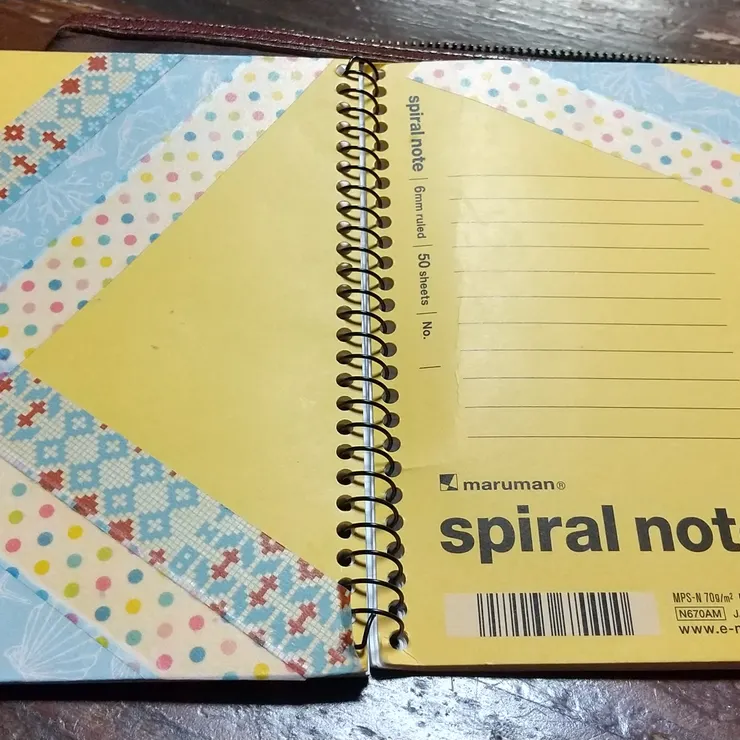 spiral note | 6mm ruled | 50 sheets | No. |
maruman®
spiral not
MPS-N 70g/m²
N670AM J
www.e-